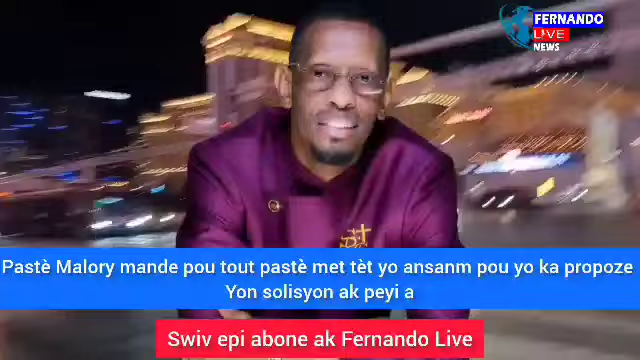 FERNANDO
LIVE
NEWS
Pastè Malory mande pou tout pastè met tèt yo ansanm pou yo ka propoze
Yon solisyon ak peyi a
Swiv epi abone ak Fernando Live